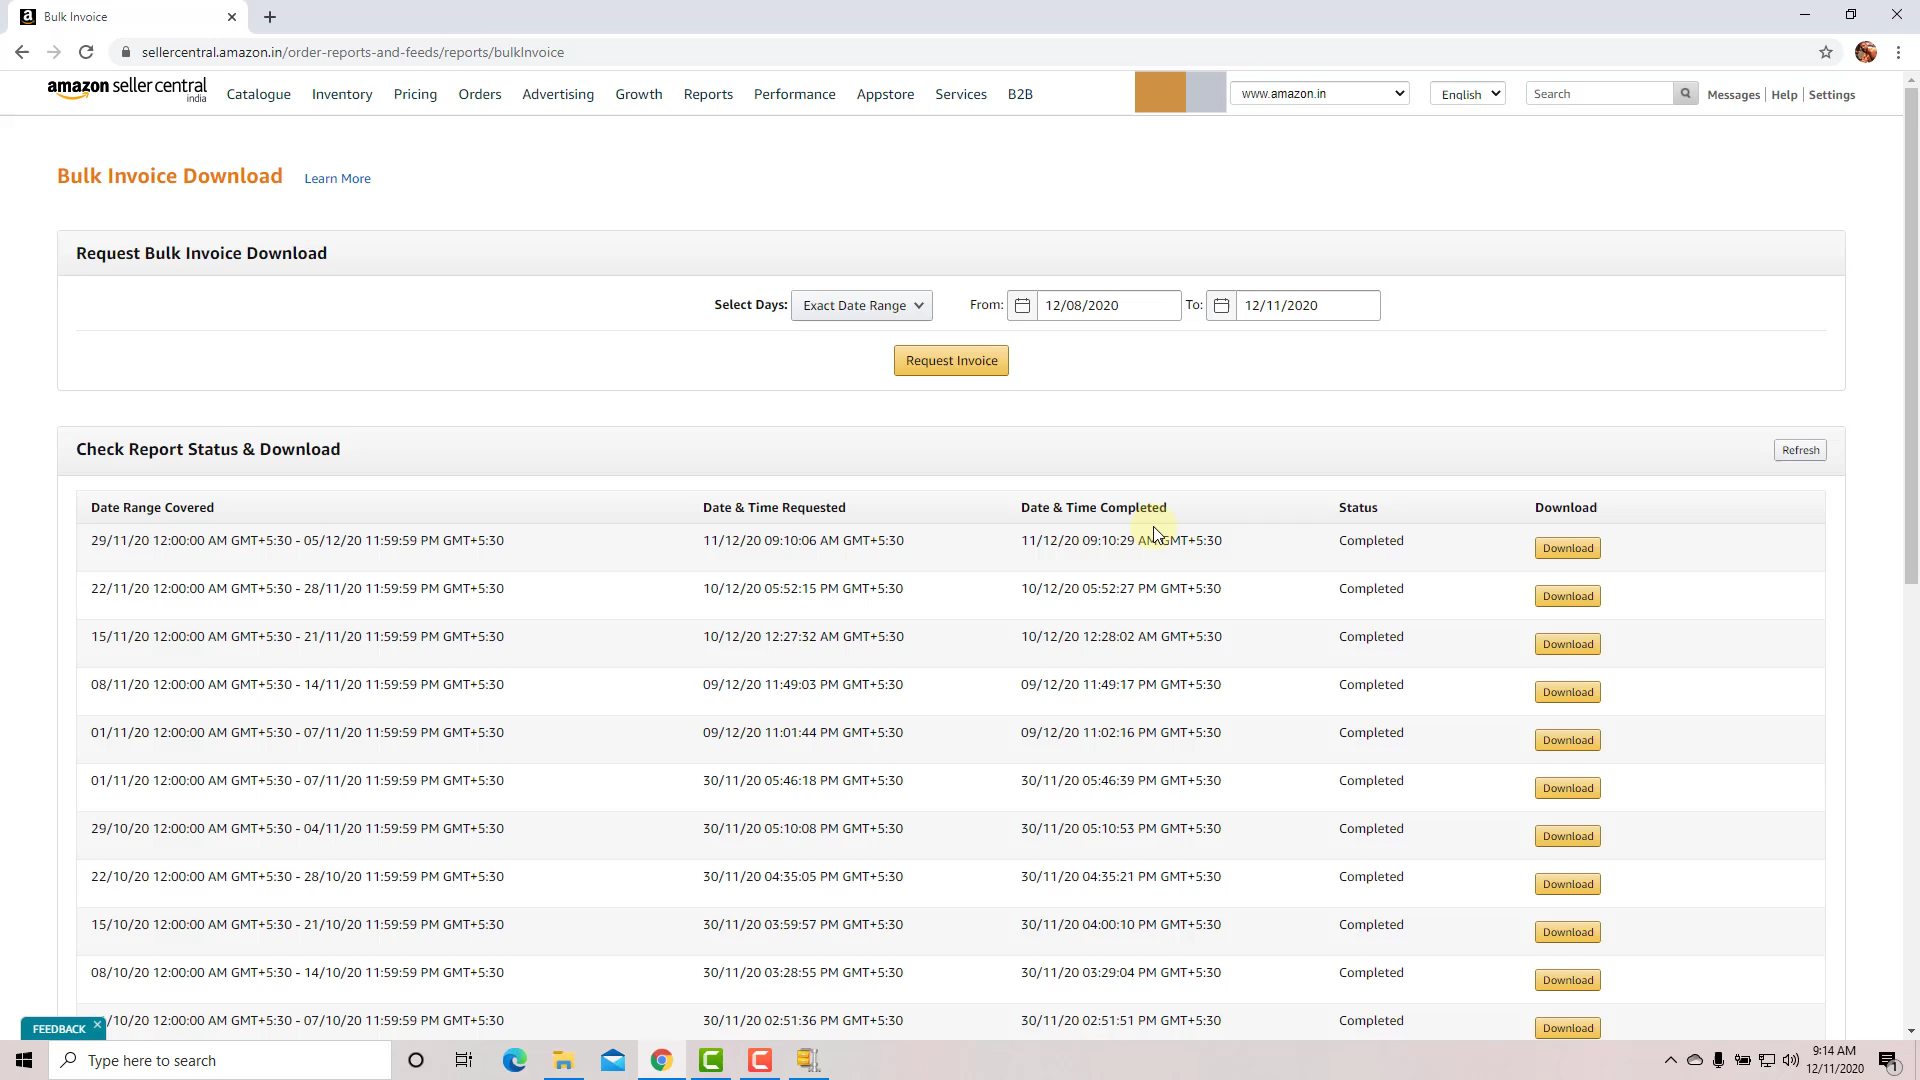 Bulk Invoice
sellercentral.amazon.in/order-reports-and-feeds/reports/bulkInvoice
amazon seller central india Catalogue Inventory Pricing Orders Advertising Growth Reports Performance Appstore Services B2B www.amazon.in English Search Messages Help Settings
Bulk Invoice Download Learn More
Request Bulk Invoice Download
Select Days: Exact Date Range From: 12/08/2020 To: 12/11/2020
Request Invoice
Check Report Status & Download Refresh
Date Range Covered Date & Time Requested Date & Time Completed Status Download
29/11/20 12:00:00 AM GMT+5:30 - 05/12/20 11:59:59 PM GMT+5:30 11/12/20 09:10:06 AM GMT+5:30 11/12/20 09:10:29 AM GMT+5:30 Completed Download
22/11/20 12:00:00 AM GMT+5:30 - 28/11/20 11:59:59 PM GMT+5:30 10/12/20 05:52:15 PM GMT+5:30 10/12/20 05:52:27 PM GMT+5:30 Completed Download
15/11/20 12:00:00 AM GMT+5:30 - 21/11/20 11:59:59 PM GMT+5:30 10/12/20 12:27:32 AM GMT+5:30 10/12/20 12:28:02 AM GMT+5:30 Completed Download
08/11/20 12:00:00 AM GMT+5:30 - 14/11/20 11:59:59 PM GMT+5:30 09/12/20 11:49:03 PM GMT+5:30 09/12/20 11:49:17 PM GMT+5:30 Completed Download
01/11/20 12:00:00 AM GMT+5:30 - 07/11/20 11:59:59 PM GMT+5:30 09/12/20 11:01:44 PM GMT+5:30 09/12/20 11:02:16 PM GMT+5:30 Completed Download
01/11/20 12:00:00 AM GMT+5:30 - 07/11/20 11:59:59 PM GMT+5:30 30/11/20 05:46:18 PM GMT+5:30 30/11/20 05:46:39 PM GMT+5:30 Completed Download
29/10/20 12:00:00 AM GMT+5:30 - 04/11/20 11:59:59 PM GMT+5:30 30/11/20 05:10:08 PM GMT+5:30 30/11/20 05:10:53 PM GMT+5:30 Completed Download
22/10/20 12:00:00 AM GMT+5:30 - 28/10/20 11:59:59 PM GMT+5:30 30/11/20 04:35:05 PM GMT+5:30 30/11/20 04:35:21 PM GMT+5:30 Completed Download
15/10/20 12:00:00 AM GMT+5:30 - 21/10/20 11:59:59 PM GMT+5:30 30/11/20 03:59:57 PM GMT+5:30 30/11/20 04:00:10 PM GMT+5:30 Completed Download
08/10/20 12:00:00 AM GMT+5:30 - 14/10/20 11:59:59 PM GMT+5:30 30/11/20 03:28:55 PM GMT+5:30 30/11/20 03:29:04 PM GMT+5:30 Completed Download
/10/20 12:00:00 AM GMT+5:30 - 07/10/20 11:59:59 PM GMT+5:30 30/11/20 02:51:36 PM GMT+5:30 30/11/20 02:51:51 PM GMT+5:30 Completed Download
FEEDBACK
Type here to search
9:14 AM
12/11/2020